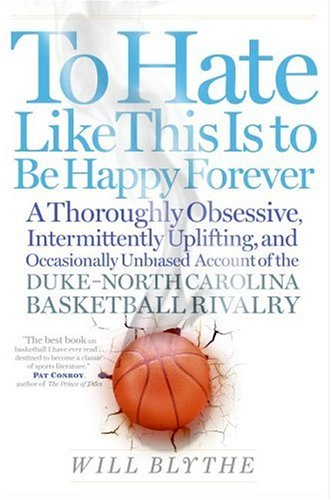 To Hate
Like This Is to
Be Happy Forever
A Thoroughly Obsessive,
Intermittently Uplifting, and
Occasionally Unbiased Account of the
DUKE–NORTH CAROLINA
BASKETBALL RIVALRY
"The best book on
basketball I have ever read . . .
destined to become a classic
of sports literature."
PAT CONROY,
author of The Prince of Tides
WILL BLYTHE